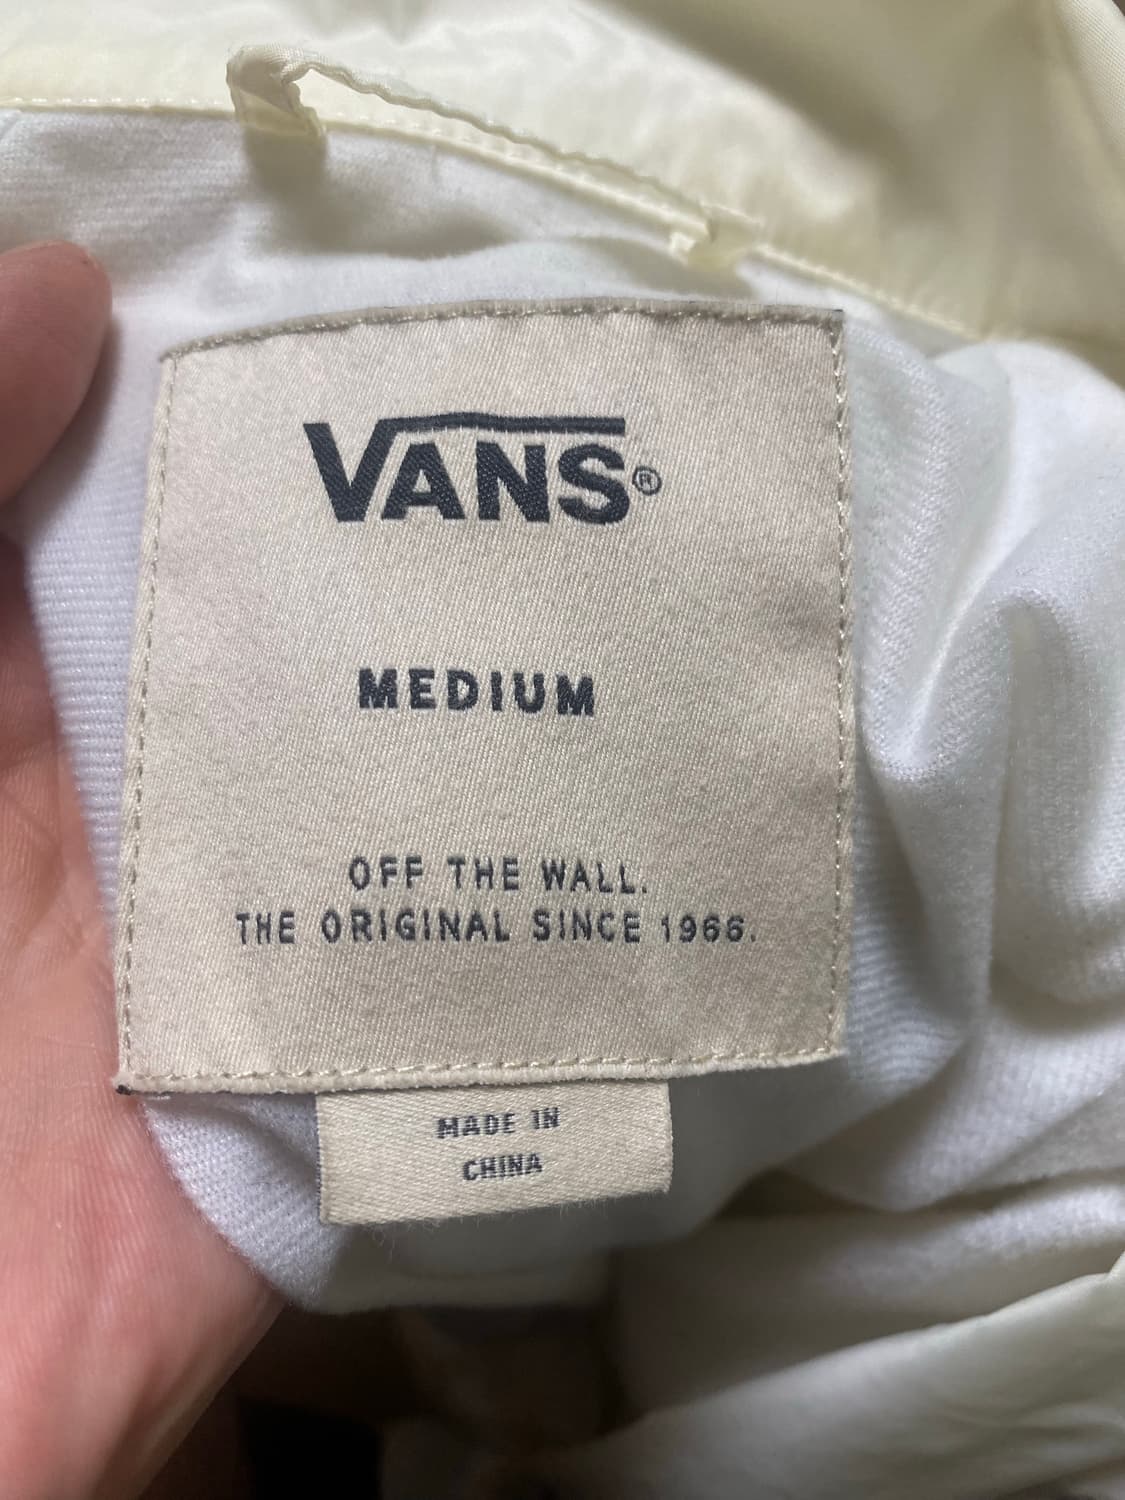 VANS®
MEDIUM
OFF THE WALL.
THE ORIGINAL SINCE 1966.
MADE IN
CHINA